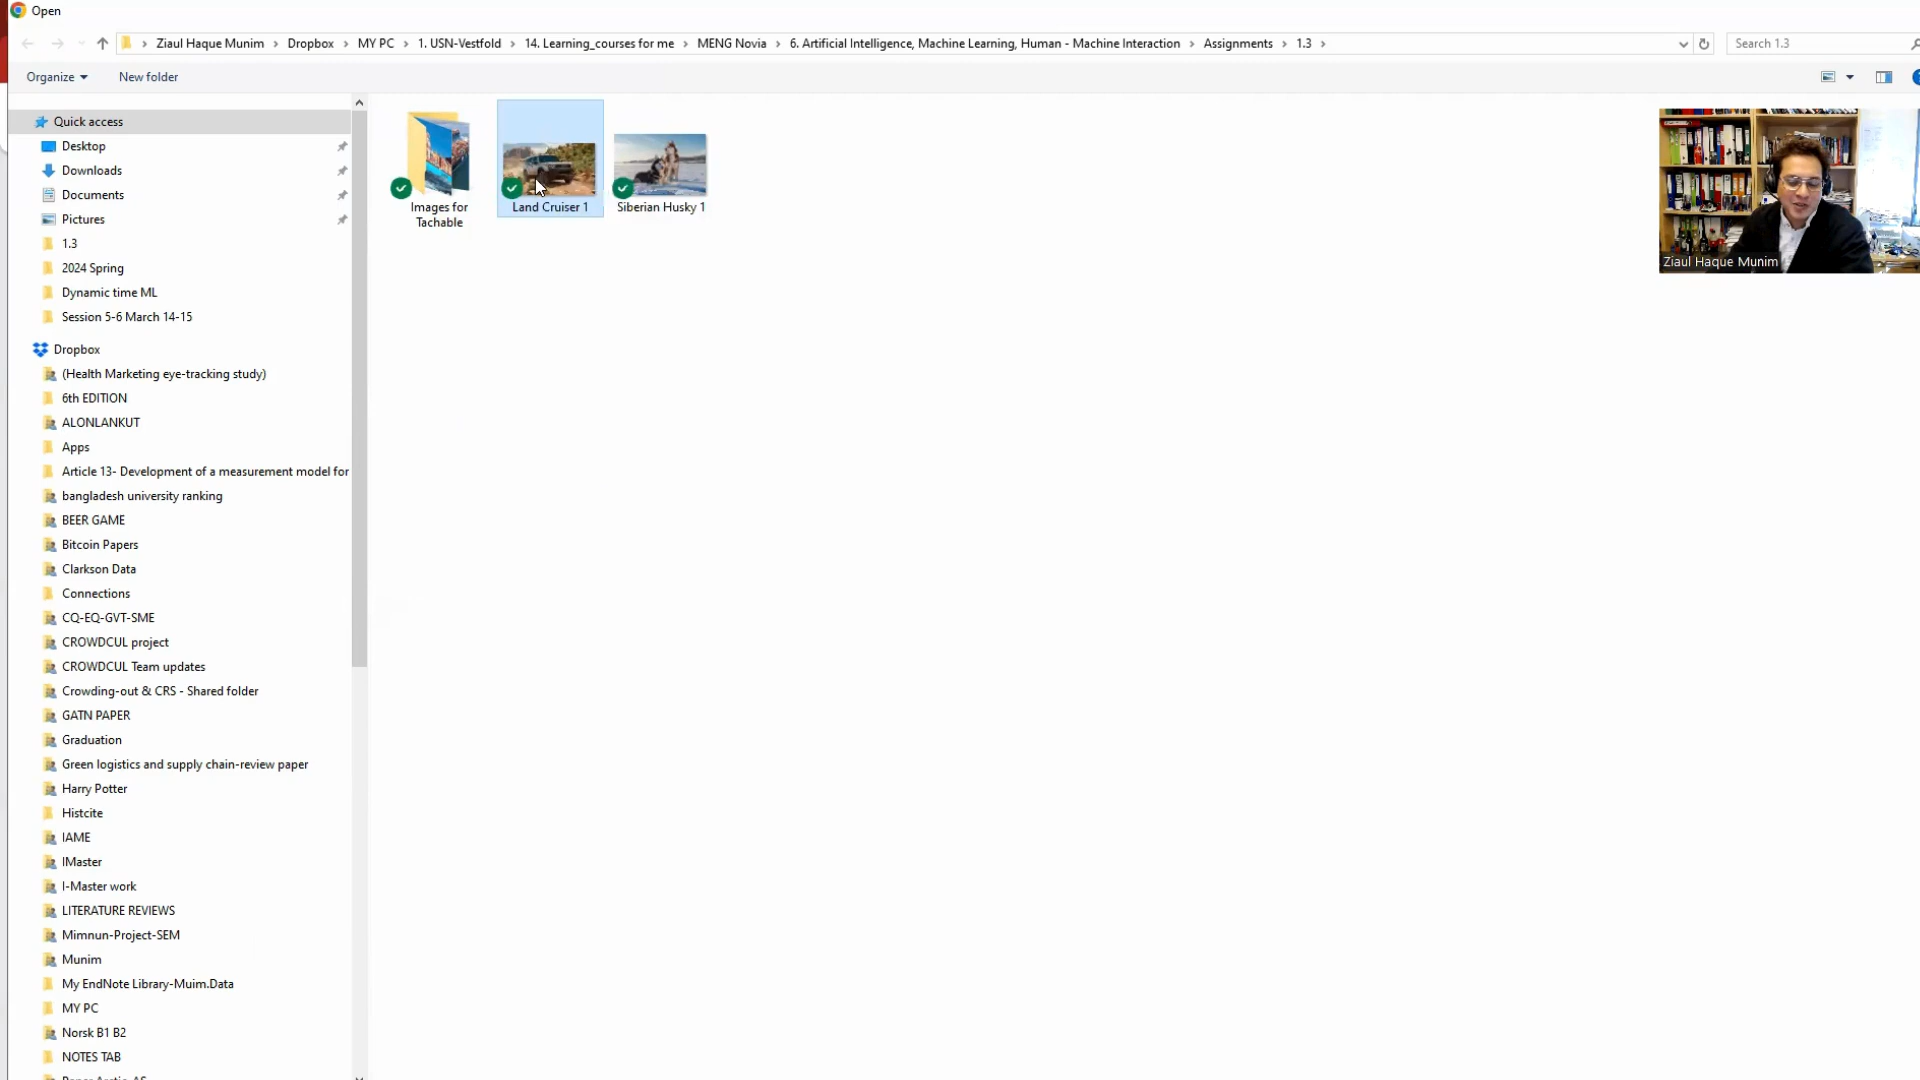 Open
Ziaul Haque Munim > Dropbox > MY PC > 1. USN-Vestfold > 14. Learning_courses for me > MENG Novia > 6. Artificial Intelligence, Machine Learning, Human - Machine Interaction > Assignments > 1.3 >
Search 1.3
Organize
New folder
Quick access
Desktop
Downloads
Documents
Pictures
1.3
2024 Spring
Dynamic time ML
Session 5-6 March 14-15
Dropbox
(Health Marketing eye-tracking study)
6th EDITION
ALONLANKUT
Apps
Article 13- Development of a measurement model for
bangladesh university ranking
BEER GAME
Bitcoin Papers
Clarkson Data
Connections
CQ-EQ-GVT-SME
CROWDCUL project
CROWDCUL Team updates
Crowding-out & CRS - Shared folder
GATN PAPER
Graduation
Green logistics and supply chain-review paper
Harry Potter
Histcite
IAME
IMaster
I-Master work
LITERATURE REVIEWS
Mimnun-Project-SEM
Munim
My EndNote Library-Muim.Data
MY PC
Norsk B1 B2
NOTES TAB
Images for
Tachable
Land Cruiser 1
Siberian Husky 1
Ziaul Haque Munim